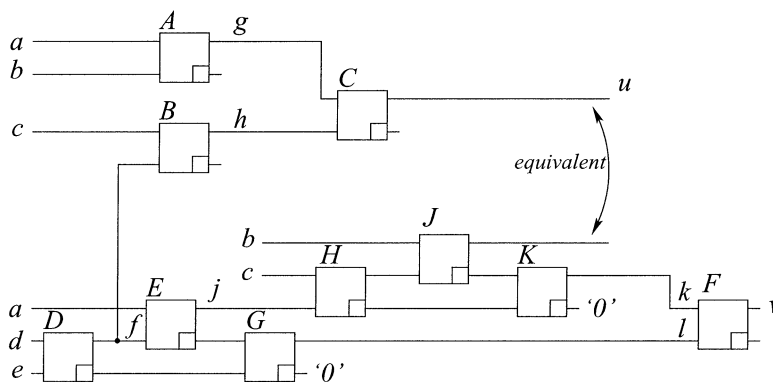 A g
a
C
b
u
B
c h
equivalent
b J
c H K
a E j k F
D f G ‘0’
d l
e ‘0’